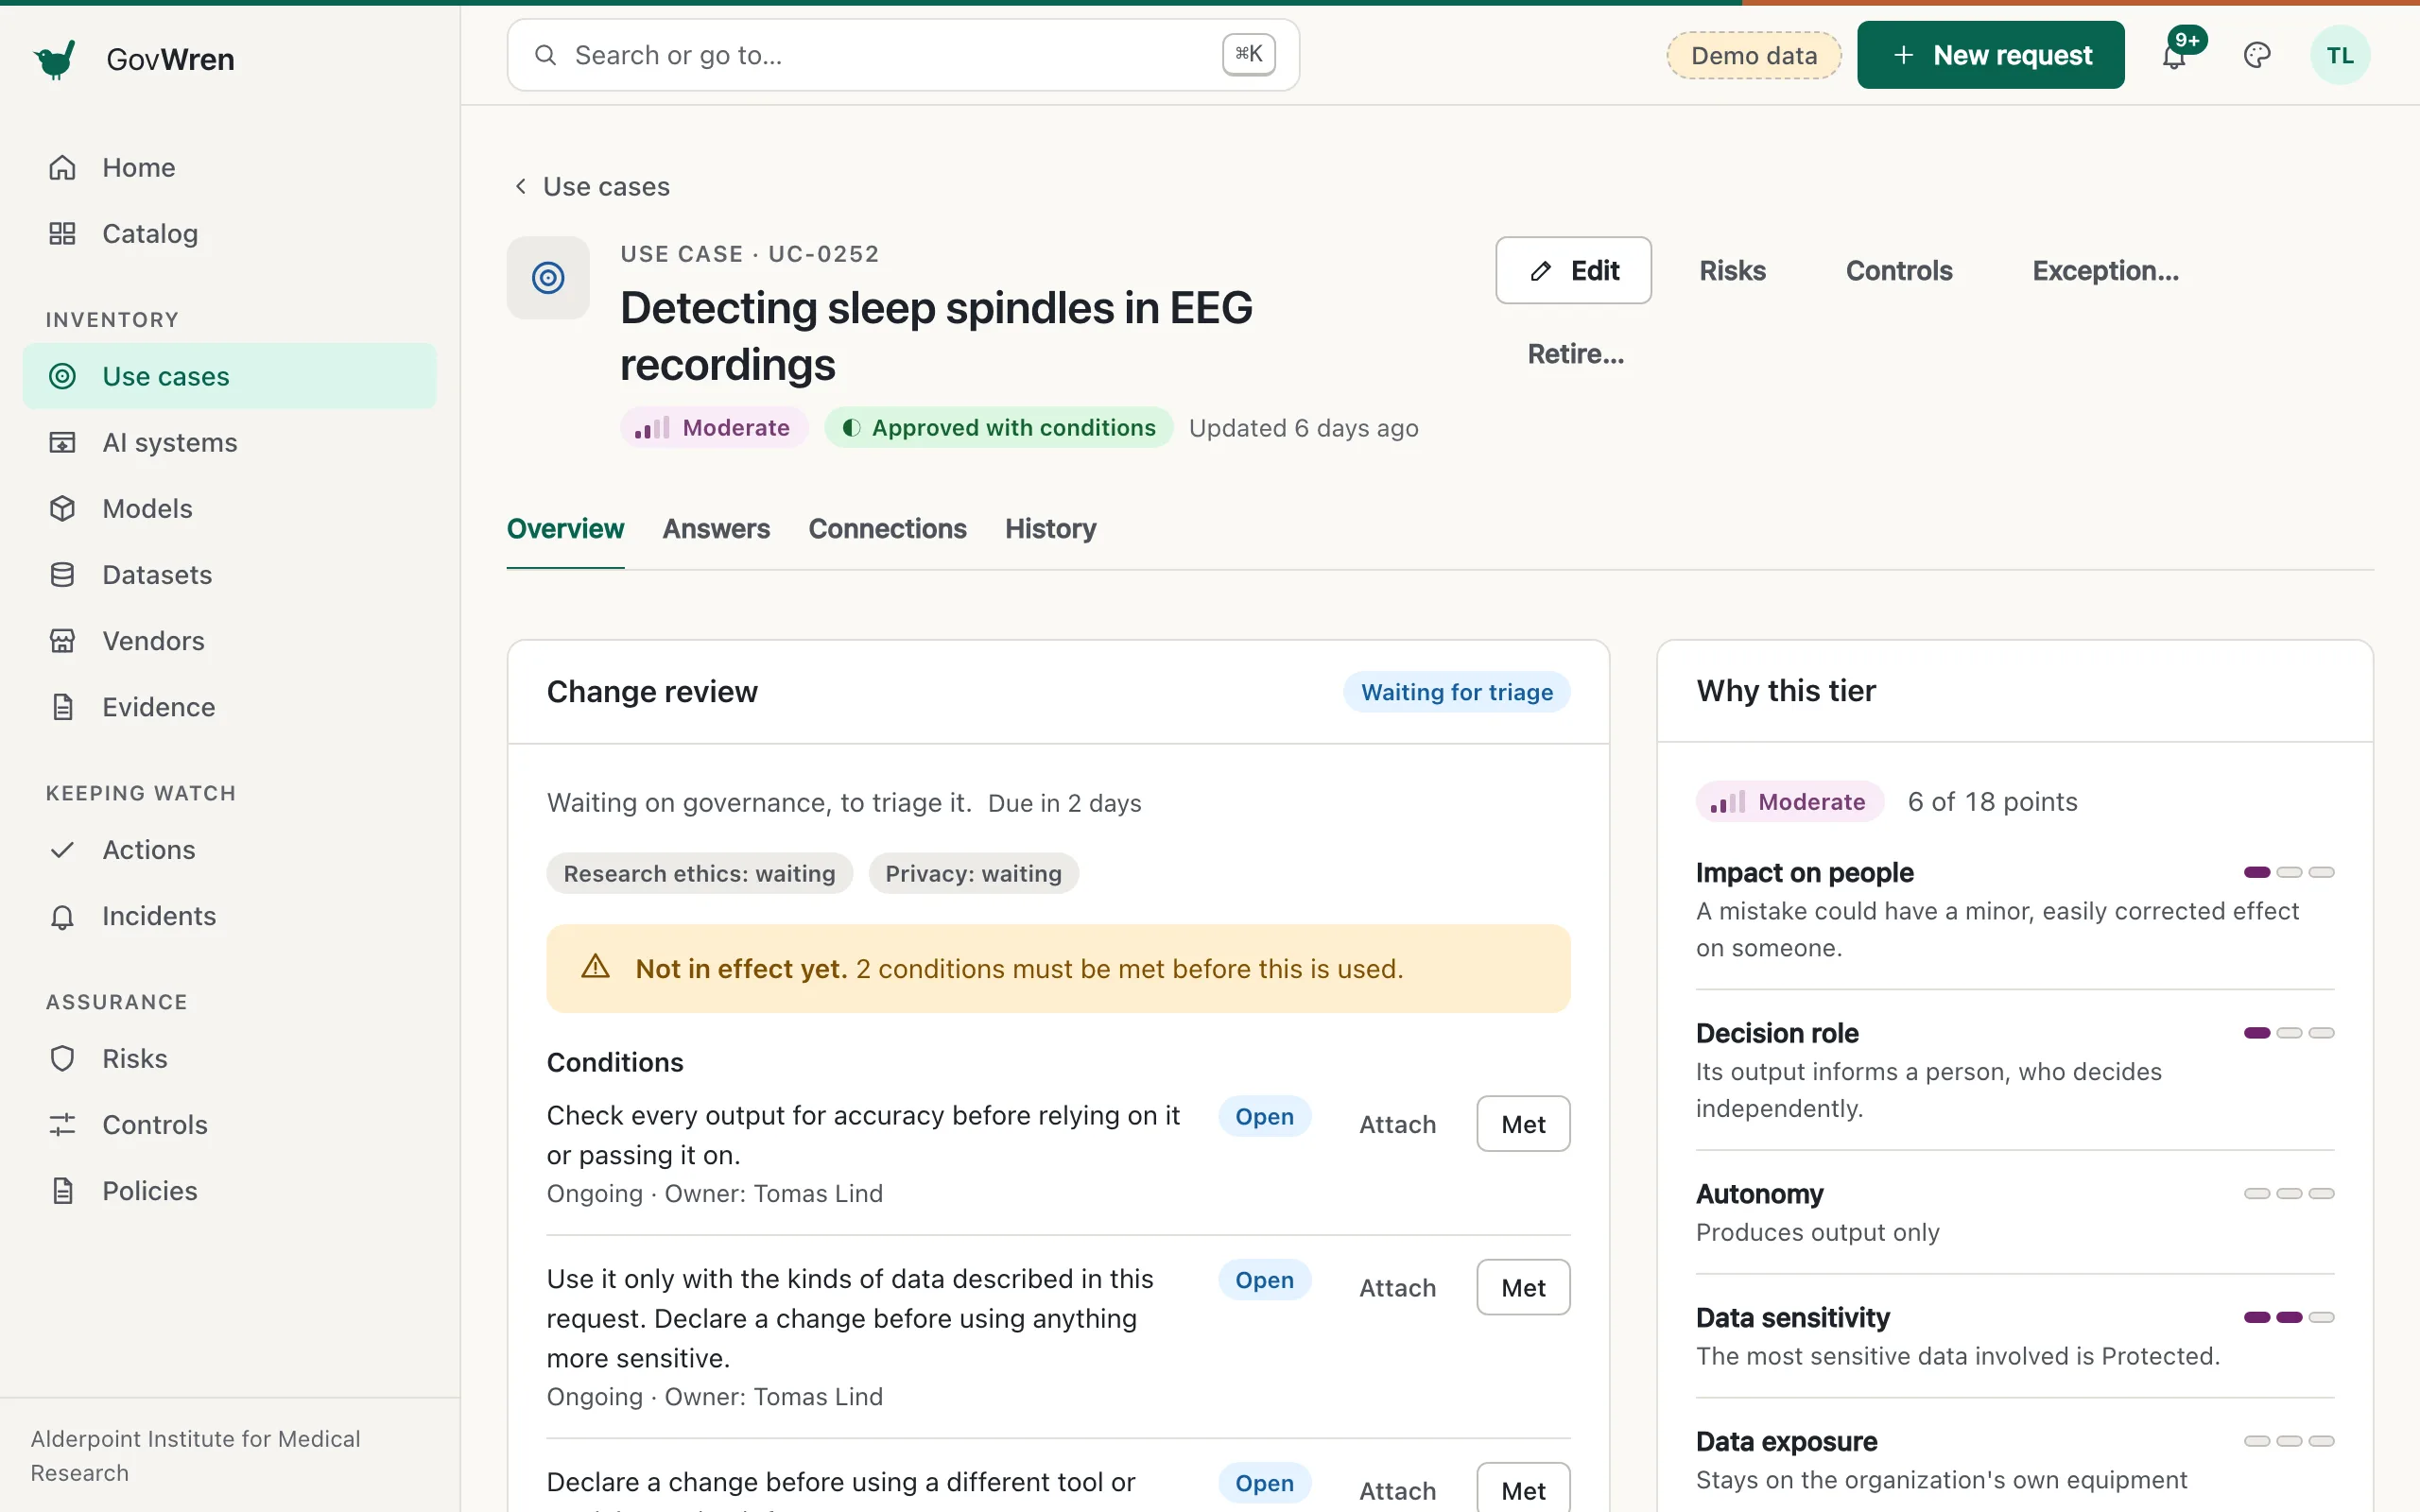 GovWren
Search or go to...
⌘K
Demo data
+ New request
9+
TL
Home
Catalog
INVENTORY
Use cases
AI systems
Models
Datasets
Vendors
Evidence
KEEPING WATCH
Actions
Incidents
ASSURANCE
Risks
Controls
Policies
Alderpoint Institute for Medical
Research
Use cases
USE CASE · UC-0252
Detecting sleep spindles in EEG
recordings
Moderate
Approved with conditions
Updated 6 days ago
Edit
Risks
Controls
Exception...
Retire...
Overview
Answers
Connections
History
Change review
Waiting for triage
Waiting on governance, to triage it. Due in 2 days
Research ethics: waiting
Privacy: waiting
Not in effect yet. 2 conditions must be met before this is used.
Conditions
Check every output for accuracy before relying on it
or passing it on.
Ongoing · Owner: Tomas Lind
Open
Attach
Met
Use it only with the kinds of data described in this
request. Declare a change before using anything
more sensitive.
Ongoing · Owner: Tomas Lind
Open
Attach
Met
Declare a change before using a different tool or
Open
Attach
Met
Why this tier
Moderate
6 of 18 points
Impact on people
A mistake could have a minor, easily corrected effect
on someone.
Decision role
Its output informs a person, who decides
independently.
Autonomy
Produces output only
Data sensitivity
The most sensitive data involved is Protected.
Data exposure
Stays on the organization's own equipment